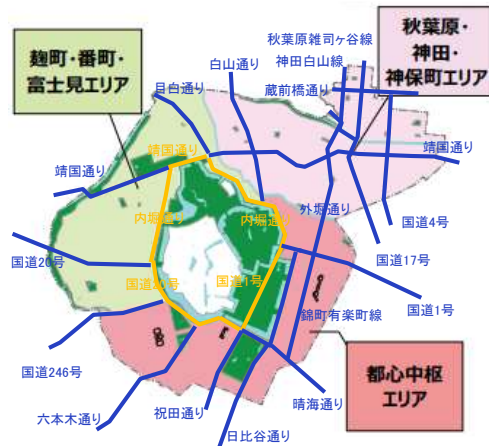 秋葉原雑司ヶ谷線
神田白山線
蔵前橋通り
白山通り
目白通り
秋葉原・
神田・
神保町エリア
麹町・番町・
富士見エリア
靖国通り
靖国通り
靖国通り
内堀通り
内堀通り
外堀通り
国道4号
国道17号
国道20号
国道20号
国道1号
国道1号
錦町有楽町線
国道246号
六本木通り
祝田通り
日比谷通り
晴海通り
都心中枢
エリア